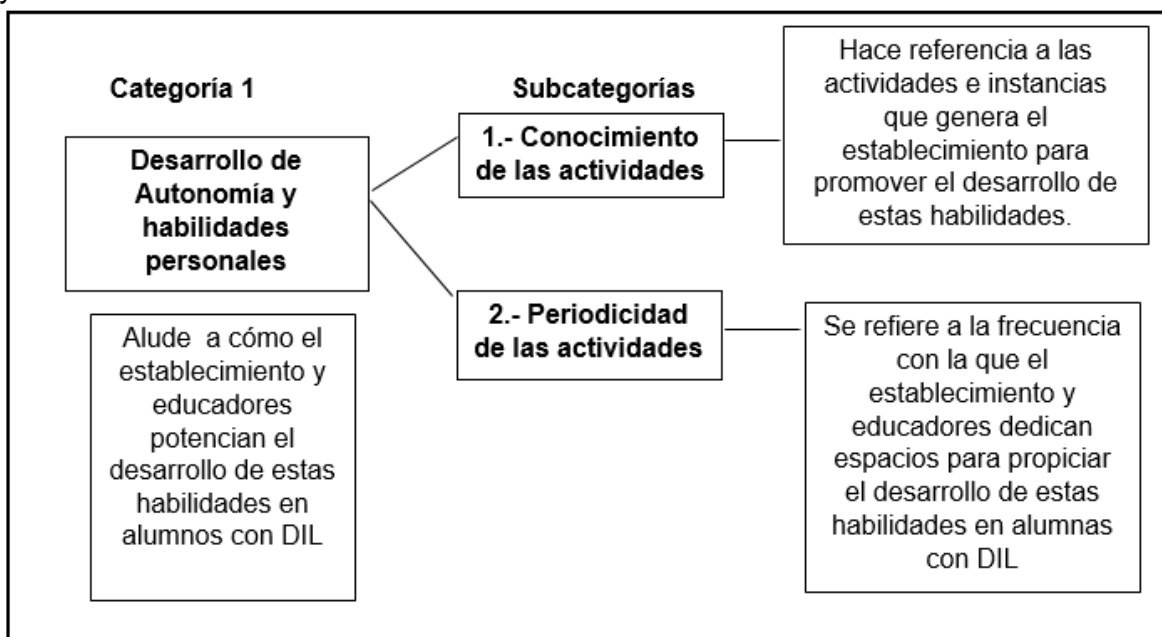 Categoría 1
Desarrollo de
Autonomía y
habilidades
personales
Alude a cómo el
establecimiento y
educadores
potencian el
desarrollo de estas
habilidades en
alumnos con DIL
Subcategorías
1.- Conocimiento
de las actividades
Hace referencia a las
actividades e instancias
que genera el
establecimiento para
promover el desarrollo de
estas habilidades.
2.- Periodicidad
de las actividades
Se refiere a la frecuencia
con la que el
establecimiento y
educadores dedican
espacios para propiciar
el desarrollo de estas
habilidades en alumnas
con DIL